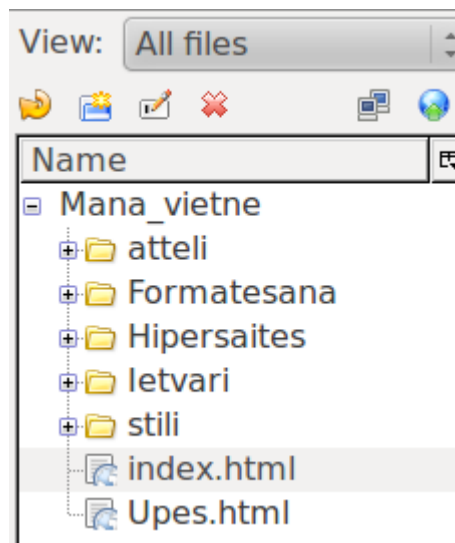 View: All files
Name
Mana_vietne
atteli
Formatesana
Hipersaites
Ietvari
stili
index.html
Upes.html